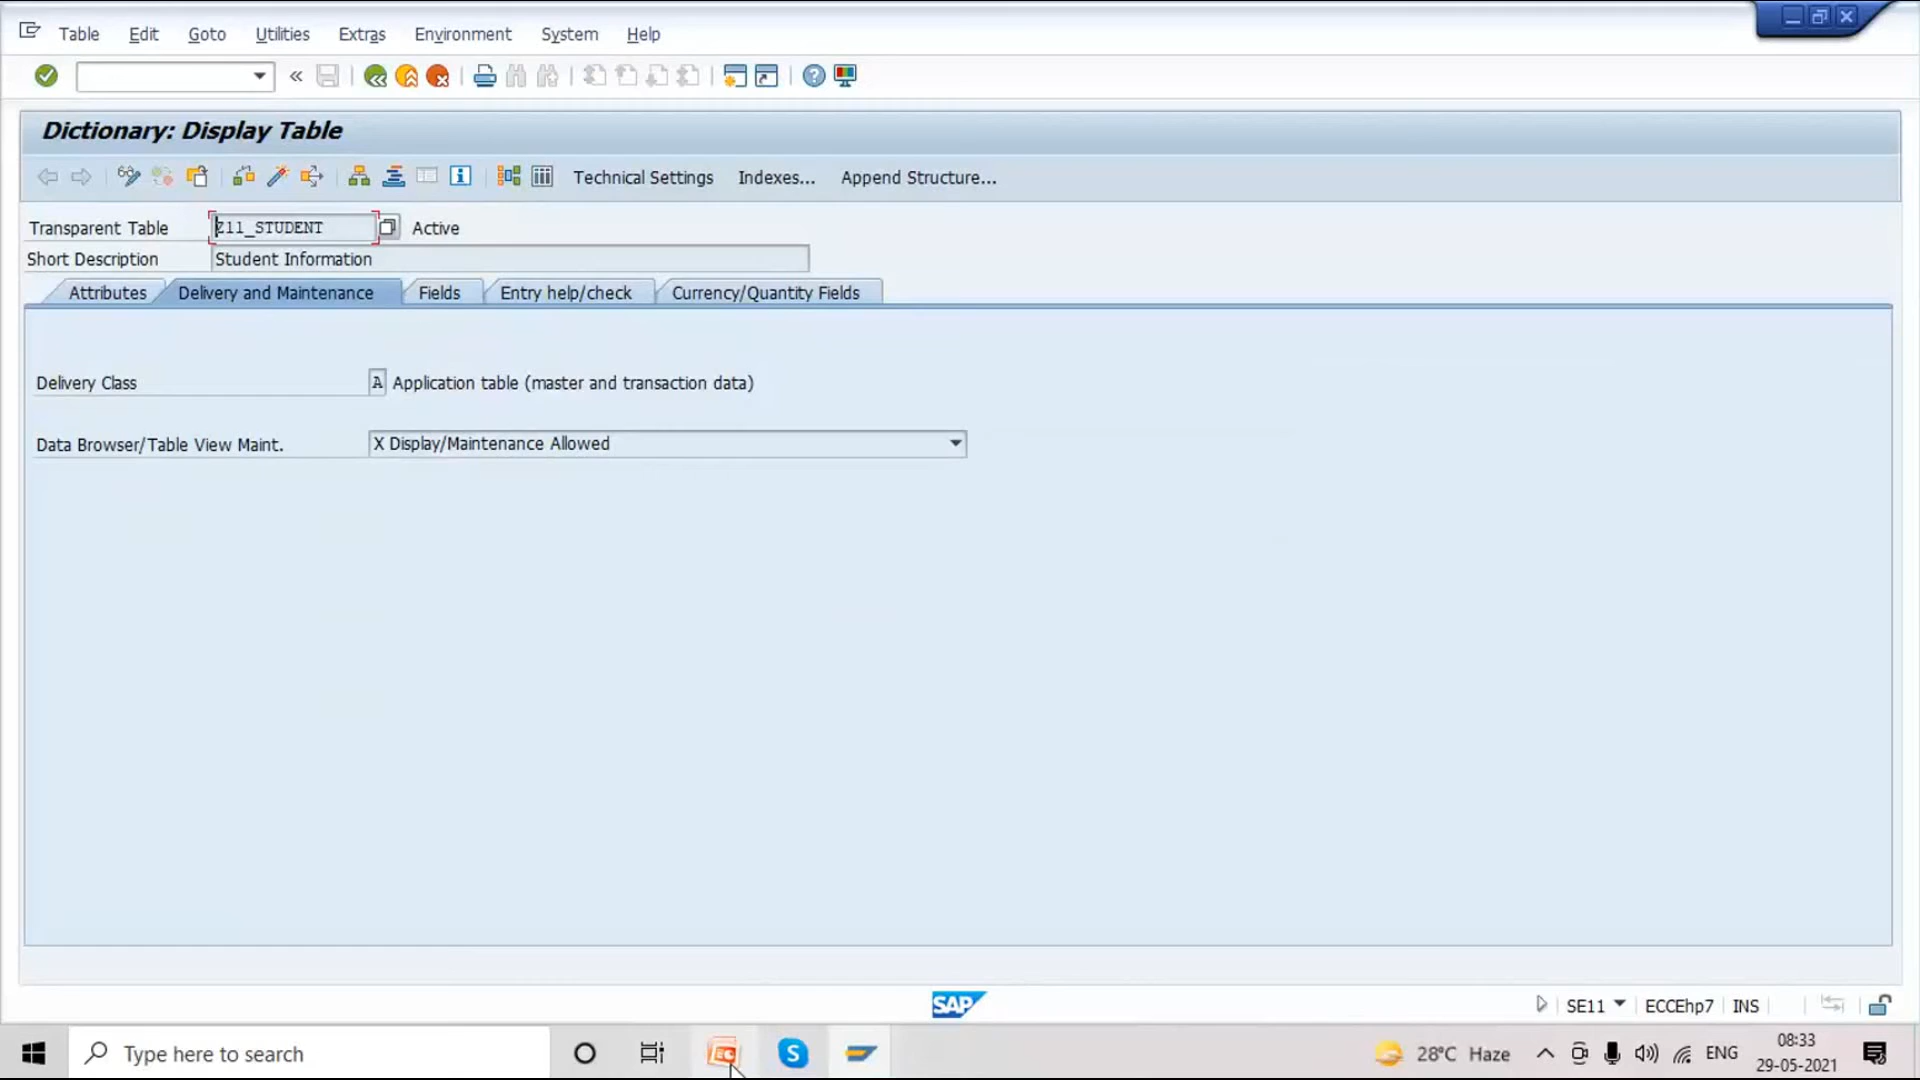 Table Edit Goto Utilities Extras Environment System Help
Dictionary: Display Table
Technical Settings Indexes... Append Structure...
Transparent Table Z11_STUDENT Active
Short Description Student Information
Attributes Delivery and Maintenance Fields Entry help/check Currency/Quantity Fields
Delivery Class A Application table (master and transaction data)
Data Browser/Table View Maint. X Display/Maintenance Allowed
SAP
SE11 ECCEhp7 INS
Type here to search
28°C Haze ENG
08:33
29-05-2021